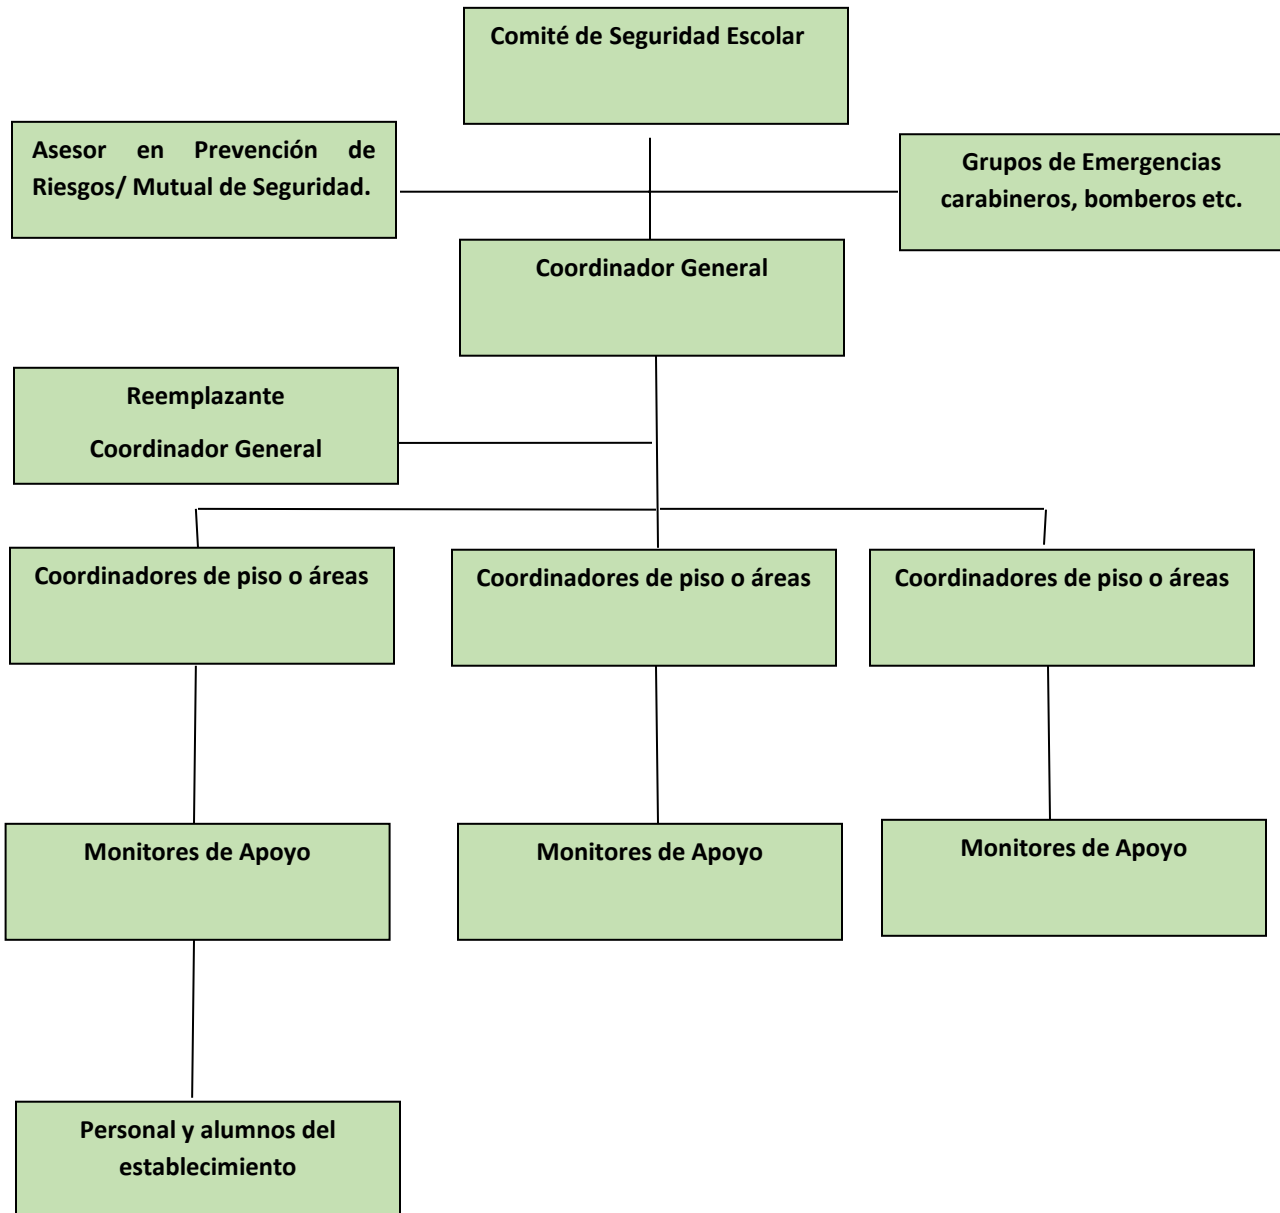 Comité de Seguridad Escolar
Asesor en Prevención de
Riesgos/ Mutual de Seguridad.
Grupos de Emergencias
carabineros, bomberos etc.
Coordinador General
Reemplazante
Coordinador General
Coordinadores de piso o áreas
Coordinadores de piso o áreas
Coordinadores de piso o áreas
Monitores de Apoyo
Monitores de Apoyo
Monitores de Apoyo
Personal y alumnos del
establecimiento